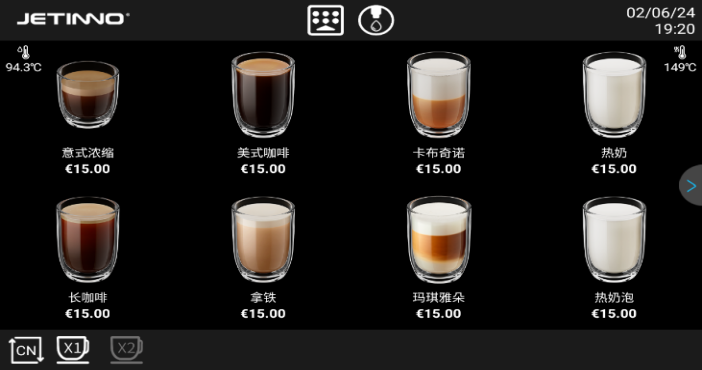 JETINNO
02/06/24
19:20
94.3℃
149℃
意式浓缩
€15.00
美式咖啡
€15.00
卡布奇诺
€15.00
热奶
€15.00
长咖啡
€15.00
拿铁
€15.00
玛琪雅朵
€15.00
热奶泡
€15.00
CN
X1
X2